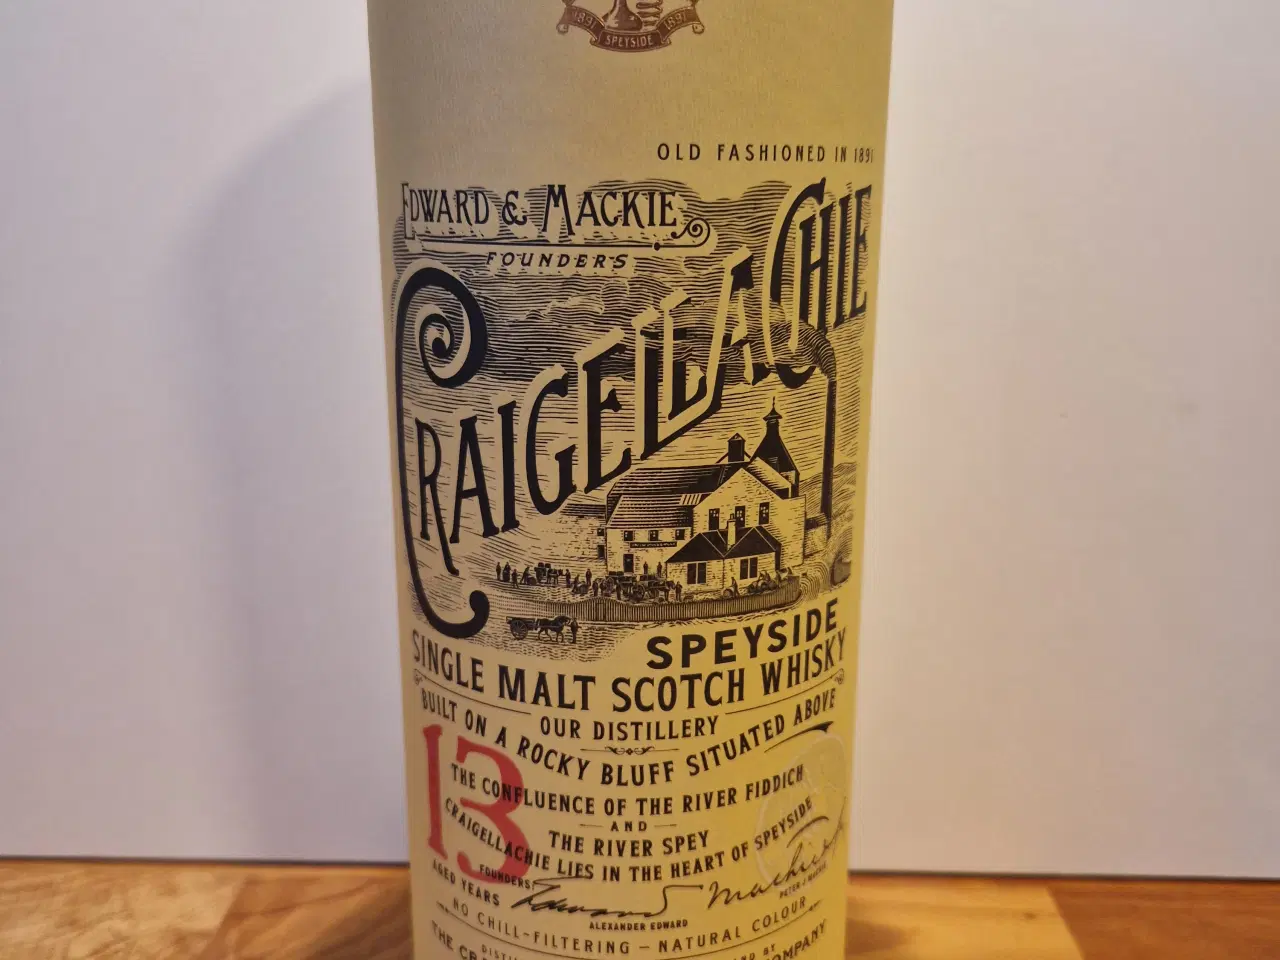 1891 SPEYSIDE 1891
OLD FASHIONED IN 1891
EDWARD & MACKIE
FOUNDERS
CRAIGELLACHIE
SPEYSIDE
SINGLE MALT SCOTCH WHISKY
OUR DISTILLERY
BUILT ON A ROCKY BLUFF SITUATED ABOVE
13
THE CONFLUENCE OF THE RIVER FIDDICH
AND
THE RIVER SPEY
CRAIGELLACHIE LIES IN THE HEART OF SPEYSIDE
AGED YEARS
FOUNDERS
Edward
Mackie
ALEXANDER EDWARD
PETER J MACKIE
NO CHILL-FILTERING – NATURAL COLOUR